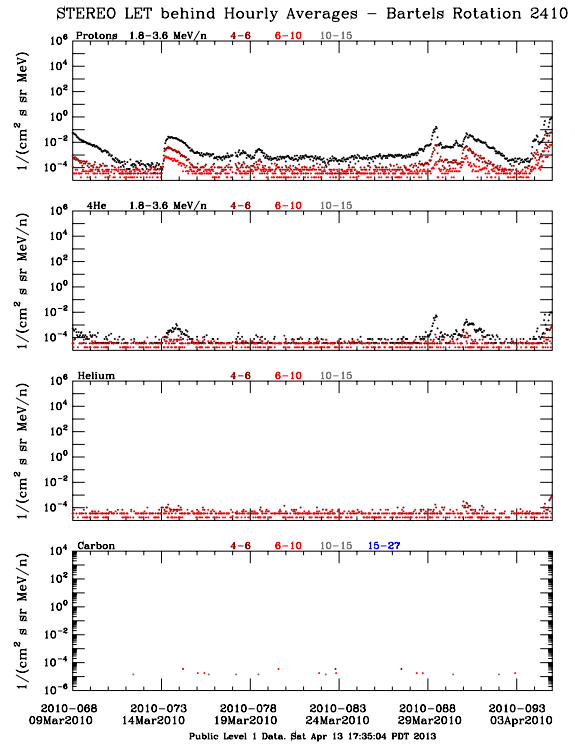 STEREO LET behind Hourly Averages - Bartels Rotation 2410
Protons 1.8-3.6 MeV/n 4-6 6-10 10-15
10^6
10^4
10^2
10^0
10^-2
10^-4
1/(cm^2 s sr MeV)
4He 1.8-3.6 MeV/n 4-6 6-10 10-15
10^6
10^4
10^2
10^0
10^-2
10^-4
1/(cm^2 s sr MeV/n)
Helium 4-6 6-10 10-15
10^6
10^4
10^2
10^0
10^-2
10^-4
1/(cm^2 s sr MeV/n)
Carbon 4-6 6-10 10-15 15-27
10^4
10^2
10^0
10^-2
10^-4
10^-6
1/(cm^2 s sr MeV/n)
2010-068 2010-073 2010-078 2010-083 2010-088 2010-093
09Mar2010 14Mar2010 19Mar2010 24Mar2010 29Mar2010 03Apr2010
Public Level 1 Data. Sat Apr 13 17:35:04 PDT 2013